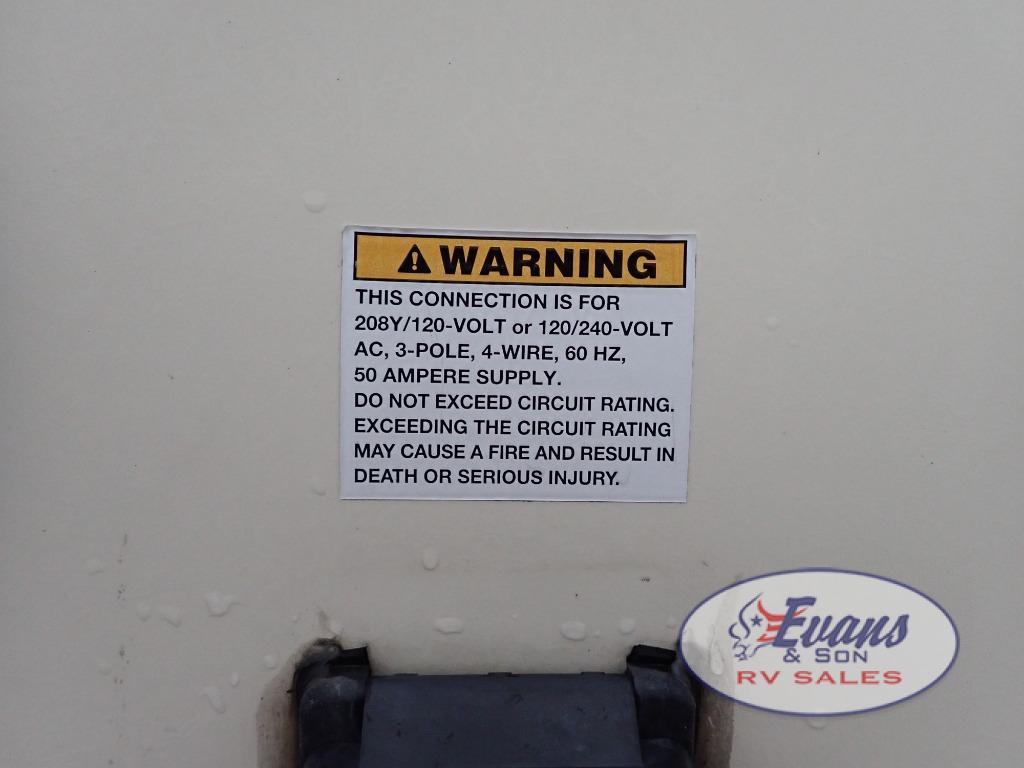 WARNING
THIS CONNECTION IS FOR
208Y/120-VOLT or 120/240-VOLT
AC, 3-POLE, 4-WIRE, 60 HZ,
50 AMPERE SUPPLY.
DO NOT EXCEED CIRCUIT RATING.
EXCEEDING THE CIRCUIT RATING
MAY CAUSE A FIRE AND RESULT IN
DEATH OR SERIOUS INJURY.
Evans
& SON
RV SALES